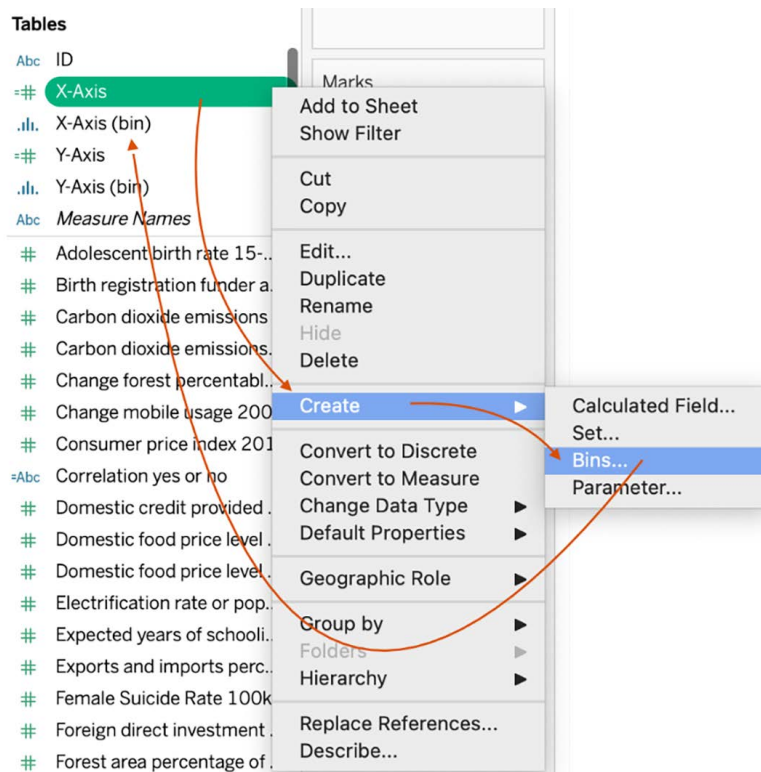 Tables
Abc ID
=# X-Axis
X-Axis (bin)
=# Y-Axis
Y-Axis (bin)
Abc Measure Names
# Adolescent birth rate 15-..
# Birth registration funder a
# Carbon dioxide emissions
# Carbon dioxide emissions.
# Change forest percentabl..
# Change mobile usage 200
# Consumer price index 201
=Abc Correlation yes or no
# Domestic credit provided .
# Domestic food price level .
# Domestic food price level .
# Electrification rate or pop..
# Expected years of schooli..
# Exports and imports perc..
# Female Suicide Rate 100k
# Foreign direct investment .
# Forest area percentage of .
Marks
Add to Sheet
Show Filter
Cut
Copy
Edit...
Duplicate
Rename
Hide
Delete
Create
Convert to Discrete
Convert to Measure
Change Data Type
Default Properties
Geographic Role
Group by
Folders
Hierarchy
Replace References...
Describe...
Calculated Field...
Set...
Bins...
Parameter...